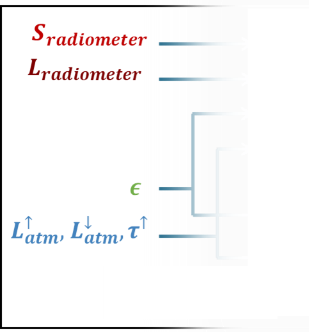 S_radiometer
L_radiometer
ϵ
L↑_atm, L↓_atm, τ↑